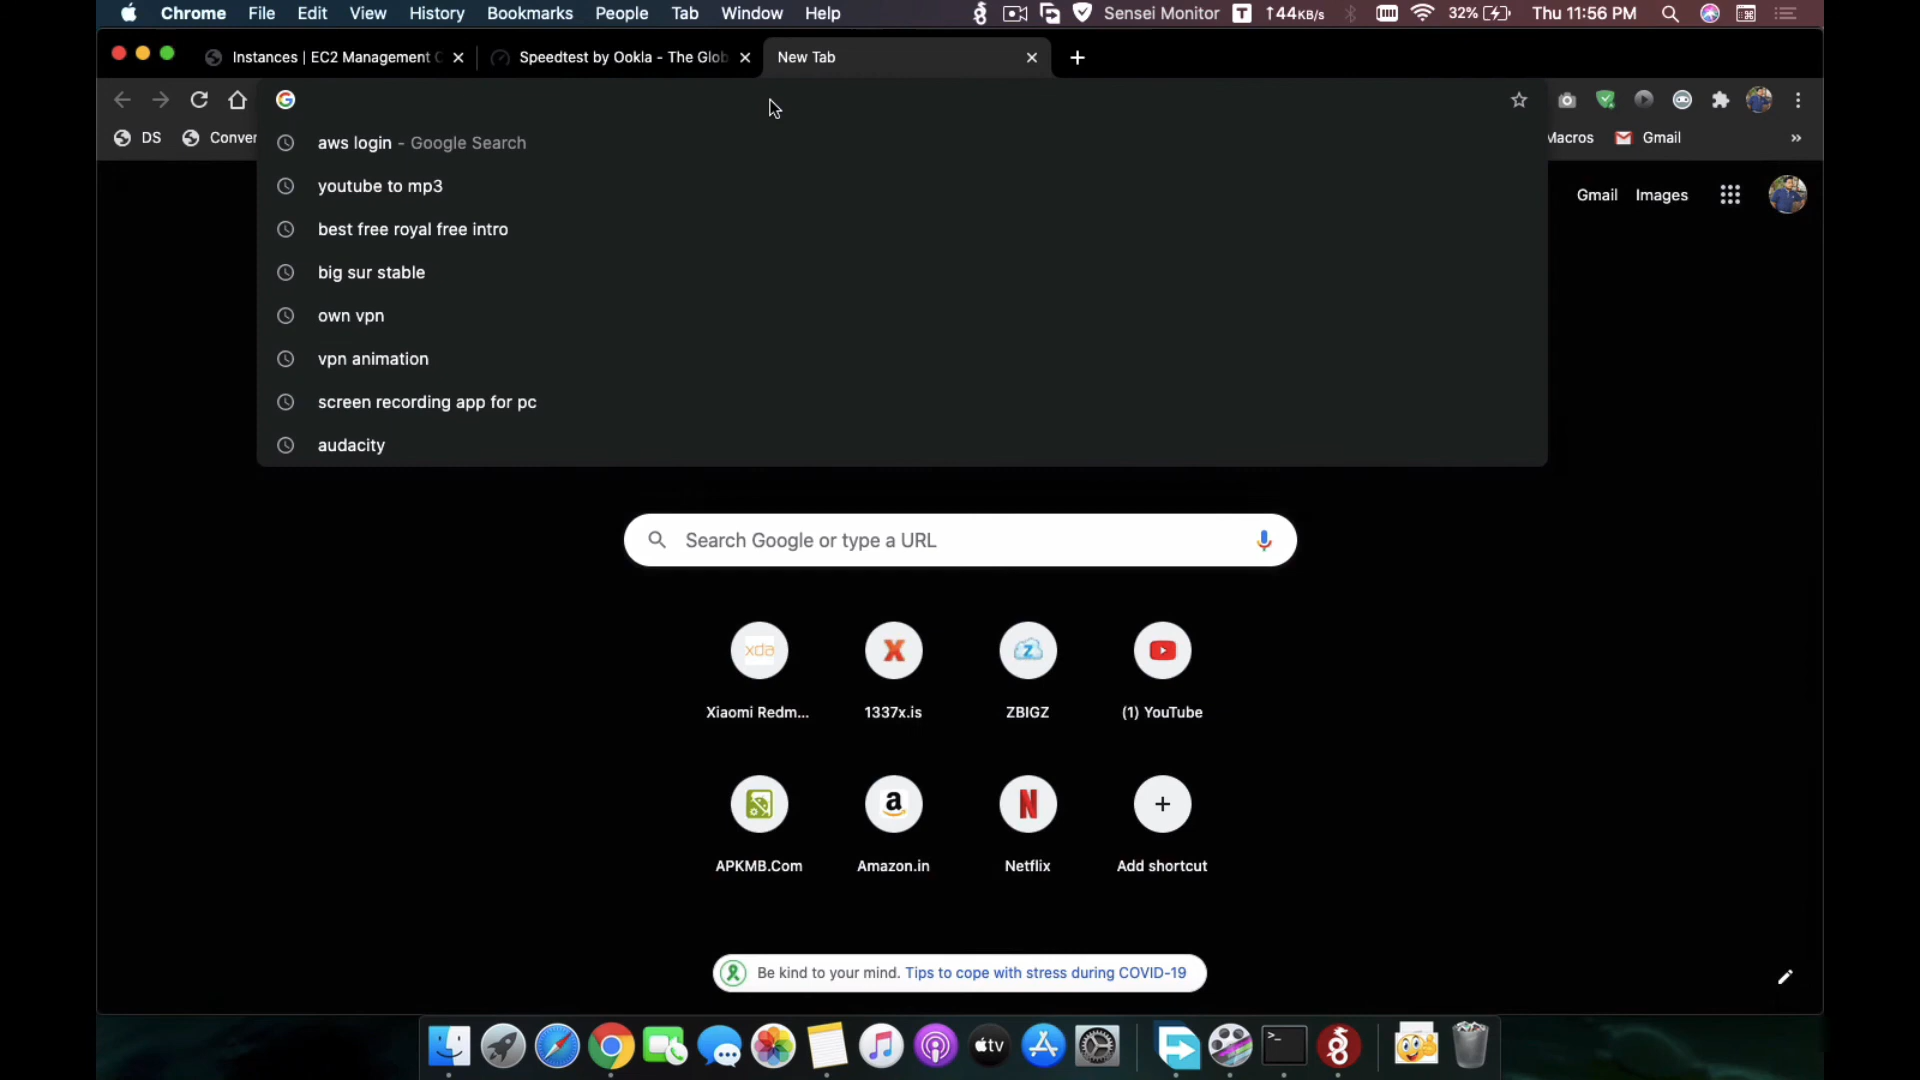 Chrome File Edit View History Bookmarks People Tab Window Help Sensei Monitor T ↑44KB/s 32% Thu 11:56 PM
Instances | EC2 Management C Speedtest by Ookla - The Glob New Tab
aws login - Google Search
DS Conver Macros Gmail »
youtube to mp3
Gmail Images
best free royal free intro
big sur stable
own vpn
vpn animation
screen recording app for pc
audacity
Search Google or type a URL
xda X Z
Xiaomi Redm... 1337x.is ZBIGZ (1) YouTube
a N +
APKMB.Com Amazon.in Netflix Add shortcut
Be kind to your mind. Tips to cope with stress during COVID-19
tv